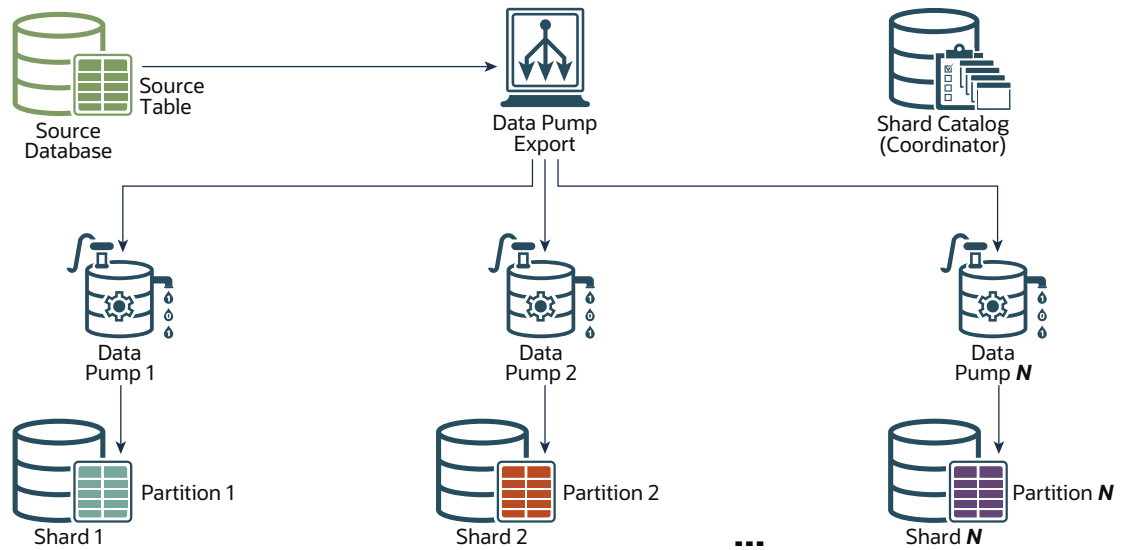 Source
Table
Source
Database
Data Pump
Export
Shard Catalog
(Coordinator)
Data
Pump 1
Data
Pump 2
Data
Pump N
Partition 1
Partition 2
Partition N
Shard 1
Shard 2
...
Shard N